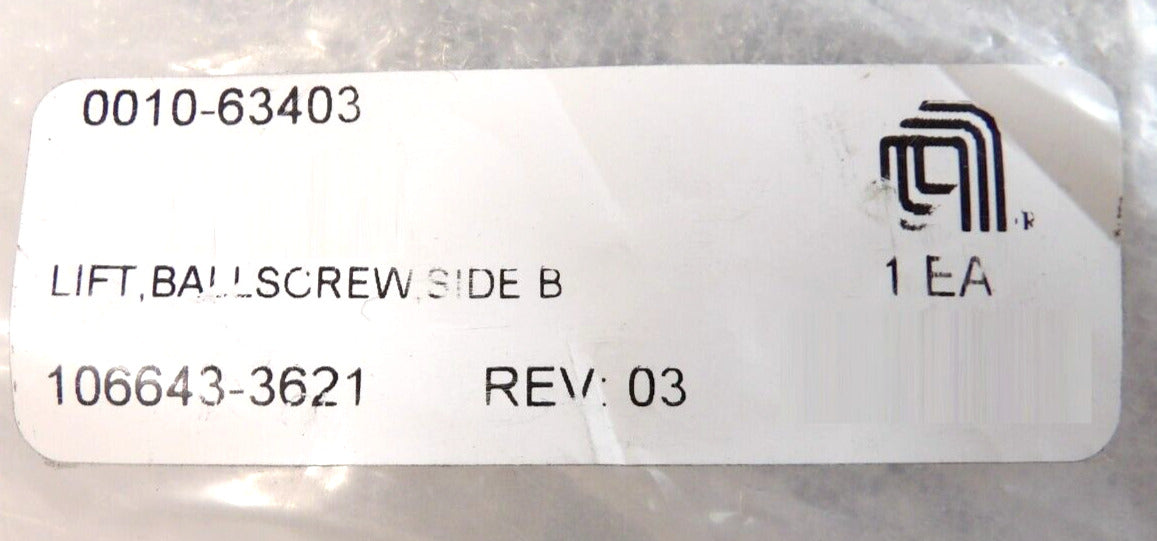 0010-63403
LIFT,BALLSCREW,SIDE B
1 EA
106643-3621 REV: 03